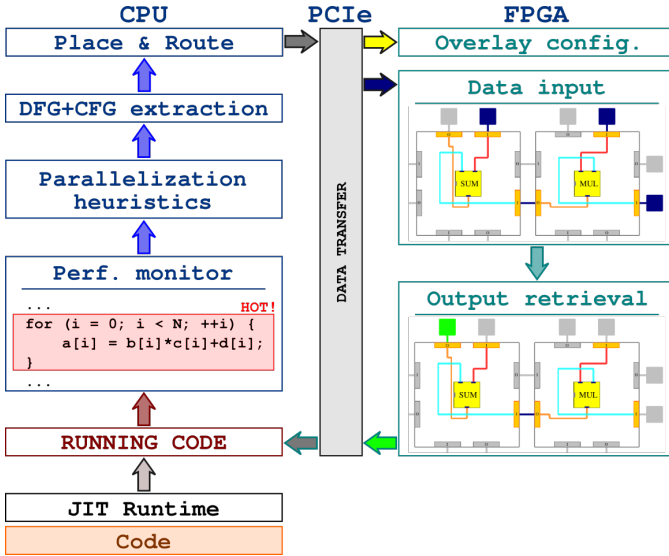 CPU
PCIe
FPGA
Place & Route
DFG+CFG extraction
Parallelization
heuristics
Perf. monitor
...
HOT!
for (i = 0; i < N; ++i) {
a[i] = b[i]*c[i]+d[i];
}
...
RUNNING CODE
JIT Runtime
Code
DATA TRANSFER
Overlay config.
Data input
SUM
MUL
Output retrieval
SUM
MUL